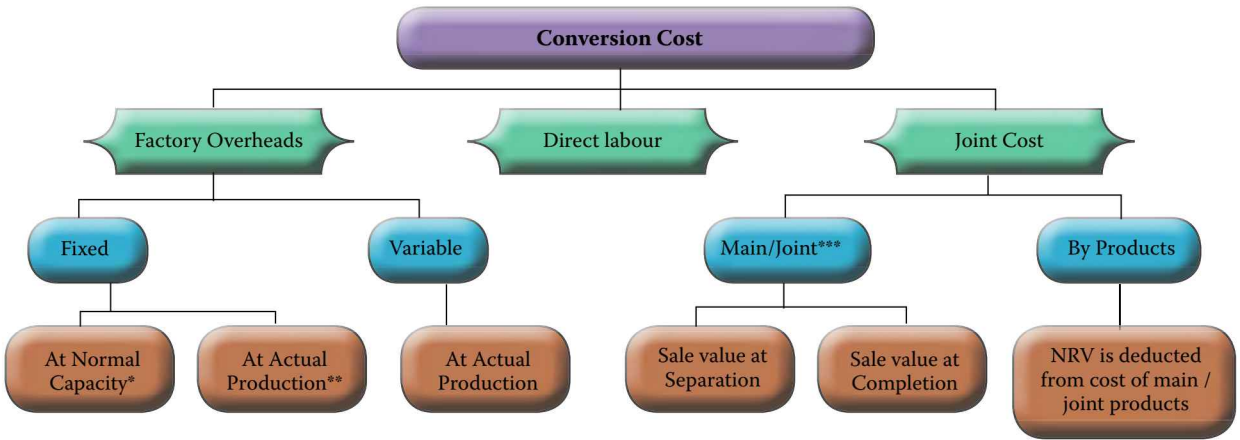 Conversion Cost
Factory Overheads
Direct labour
Joint Cost
Fixed
Variable
Main/Joint***
By Products
At Normal
Capacity*
At Actual
Production**
At Actual
Production
Sale value at
Separation
Sale value at
Completion
NRV is deducted
from cost of main /
joint products